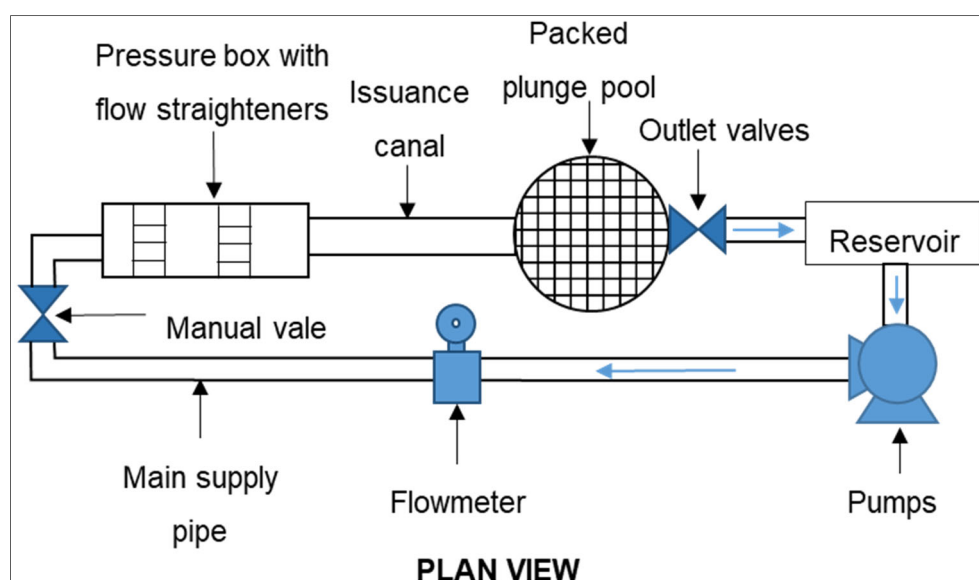 Pressure box with
flow straighteners
Issuance
canal
Packed
plunge pool
Outlet valves
Reservoir
Manual vale
Main supply
pipe
Flowmeter
Pumps
PLAN VIEW